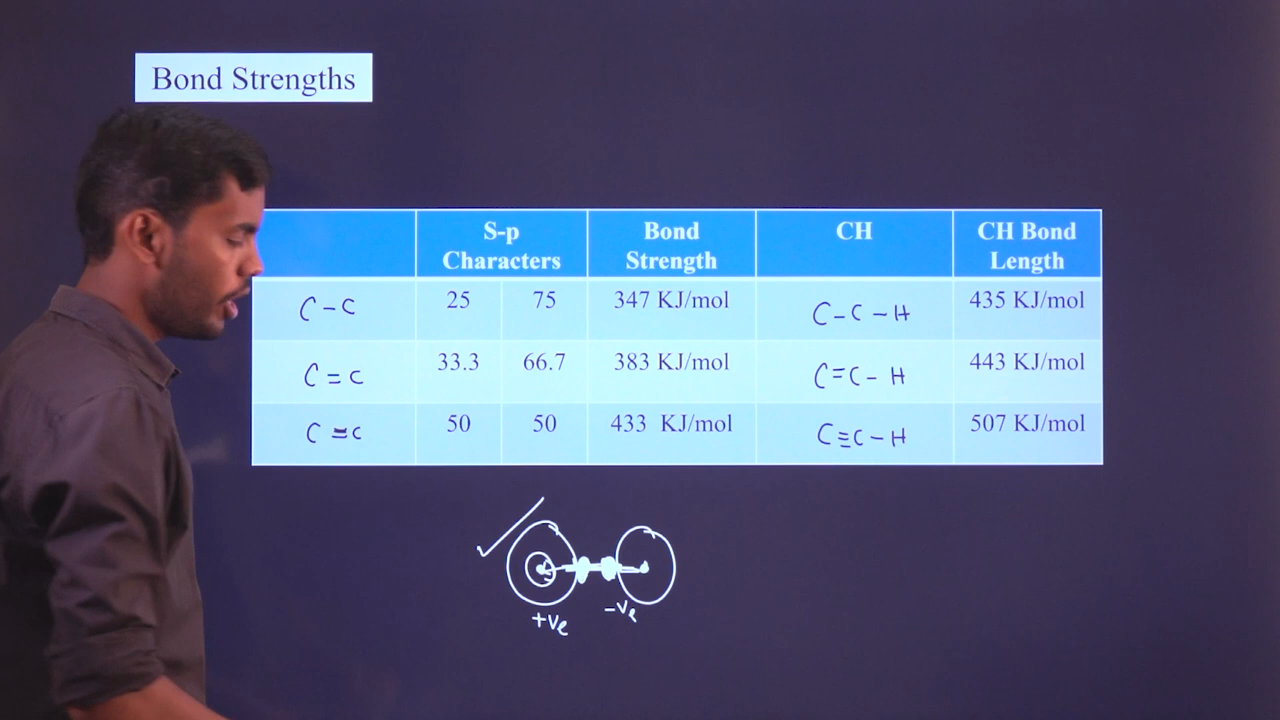 Bond Strengths
S-p Characters Bond Strength CH CH Bond Length
C-C 25 75 347 KJ/mol C-C-H 435 KJ/mol
C=C 33.3 66.7 383 KJ/mol C=C-H 443 KJ/mol
C≡C 50 50 433 KJ/mol C≡C-H 507 KJ/mol
+ve -ve